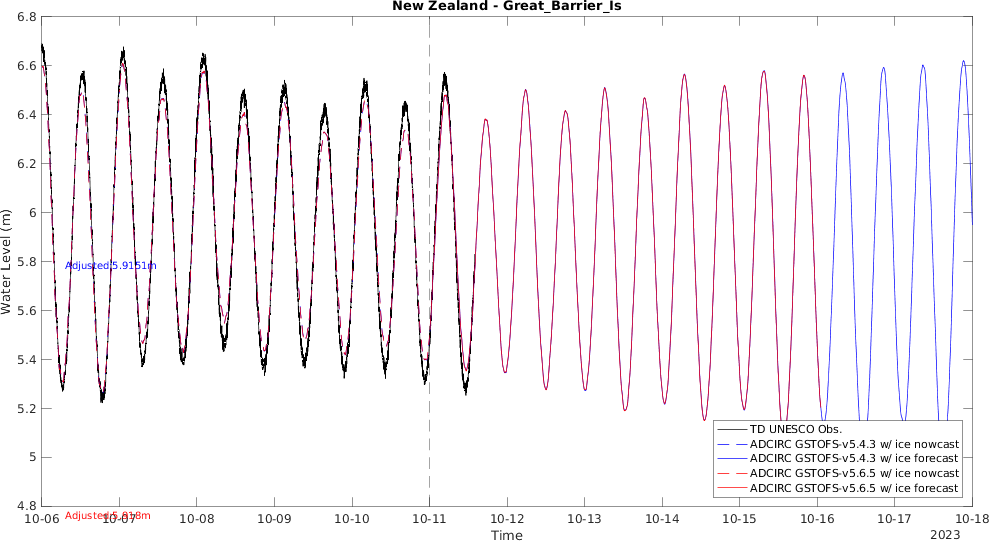 New Zealand - Great_Barrier_Is
6.8
6.6
6.4
6.2
6
5.8
5.6
5.4
5.2
5
4.8
Water Level (m)
Adjusted:5.9151m
Adjusted:5.918m
TD UNESCO Obs.
ADCIRC GSTOFS-v5.4.3 w/ ice nowcast
ADCIRC GSTOFS-v5.4.3 w/ ice forecast
ADCIRC GSTOFS-v5.6.5 w/ ice nowcast
ADCIRC GSTOFS-v5.6.5 w/ ice forecast
10-06 10-07 10-08 10-09 10-10 10-11 10-12 10-13 10-14 10-15 10-16 10-17 10-18
Time
2023